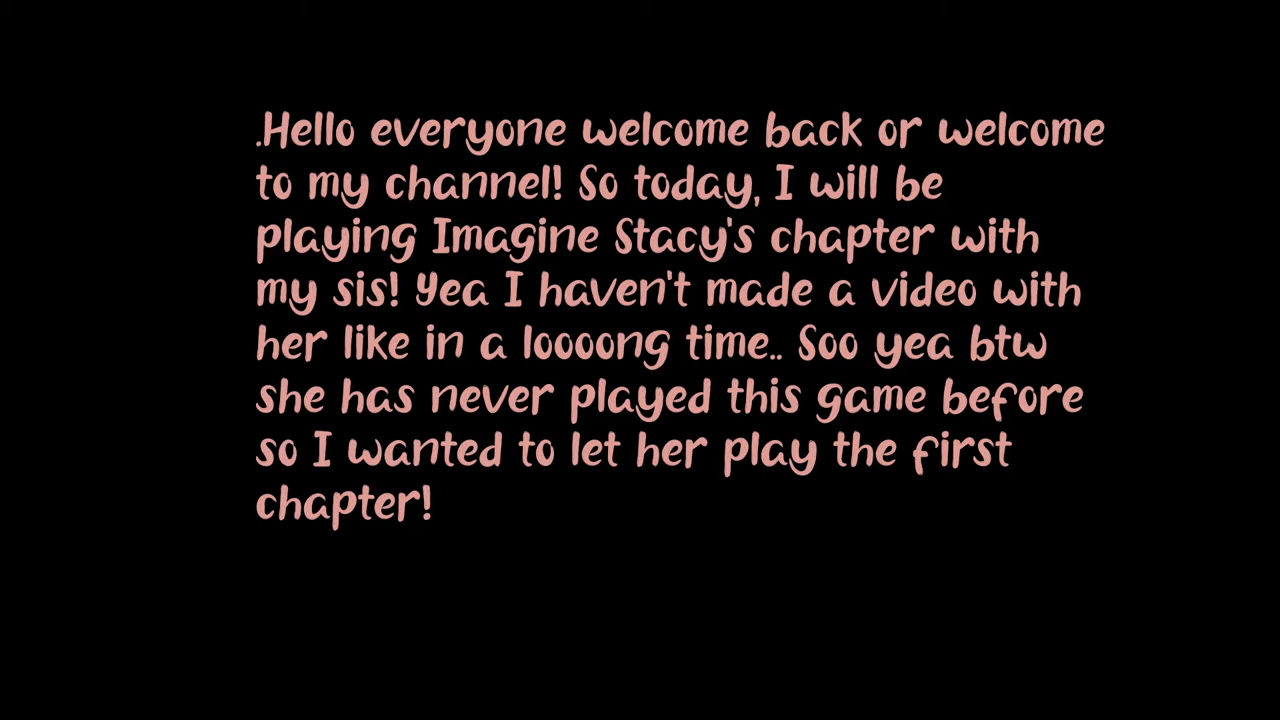 .Hello everyone welcome back or welcome
to my channel! So today, I will be
playing Imagine Stacy's chapter with
my sis! Yea I haven't made a video with
her like in a loooong time.. Soo yea btw
she has never played this game before
so I wanted to let her play the first
chapter!